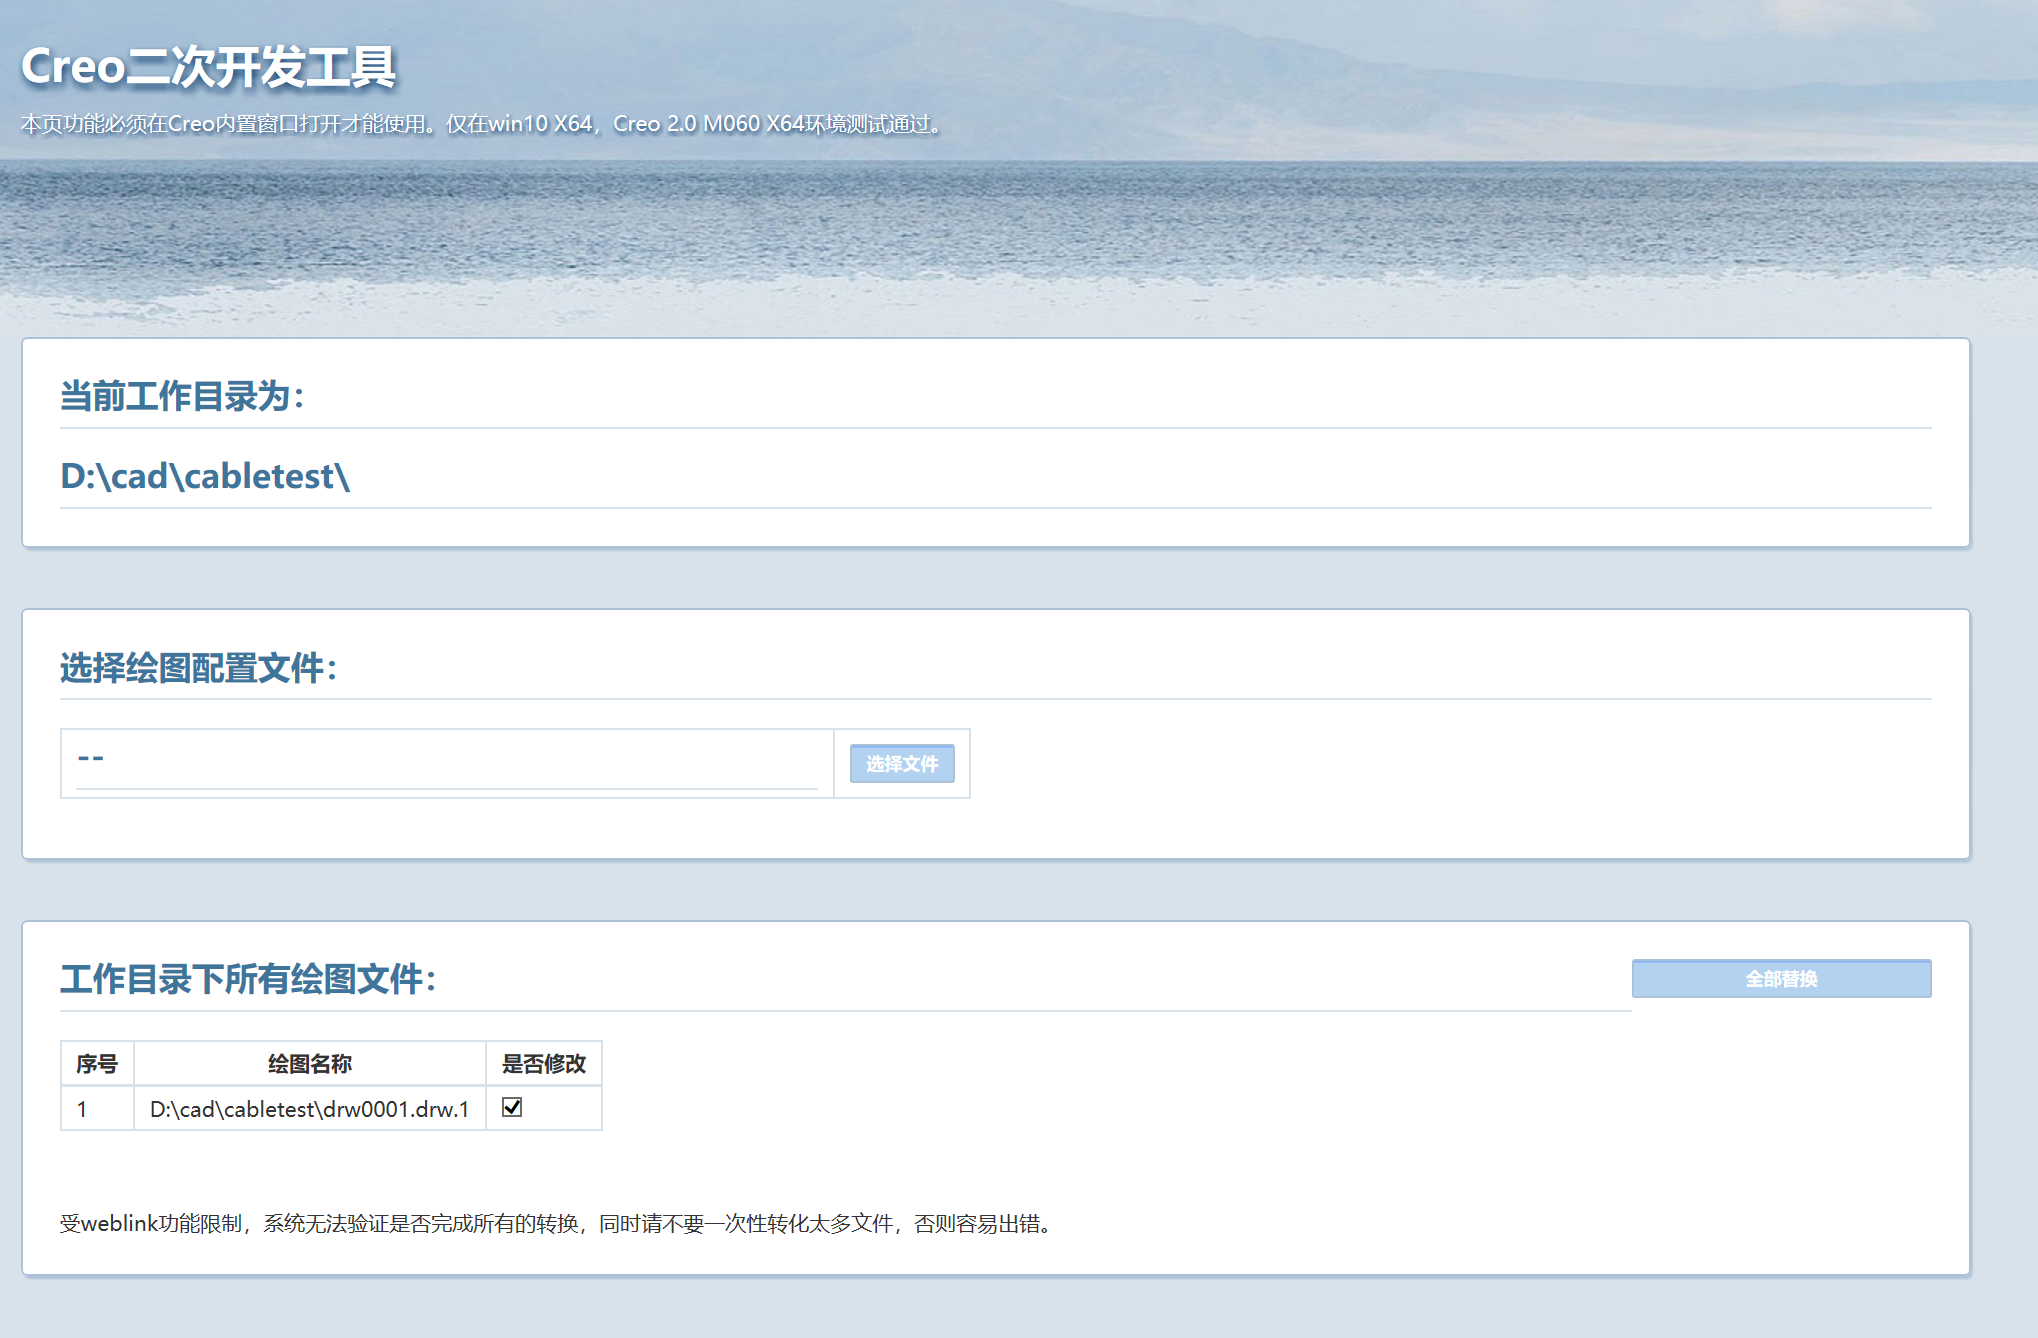 Creo二次开发工具
本页功能必须在Creo内置窗口打开才能使用。仅在win10 X64，Creo 2.0 M060 X64环境测试通过。
当前工作目录为：
D:\cad\cabletest\
选择绘图配置文件：
--
选择文件
工作目录下所有绘图文件：
全部替换
序号 绘图名称 是否修改
1 D:\cad\cabletest\drw0001.drw.1
受weblink功能限制，系统无法验证是否完成所有的转换，同时请不要一次性转化太多文件，否则容易出错。